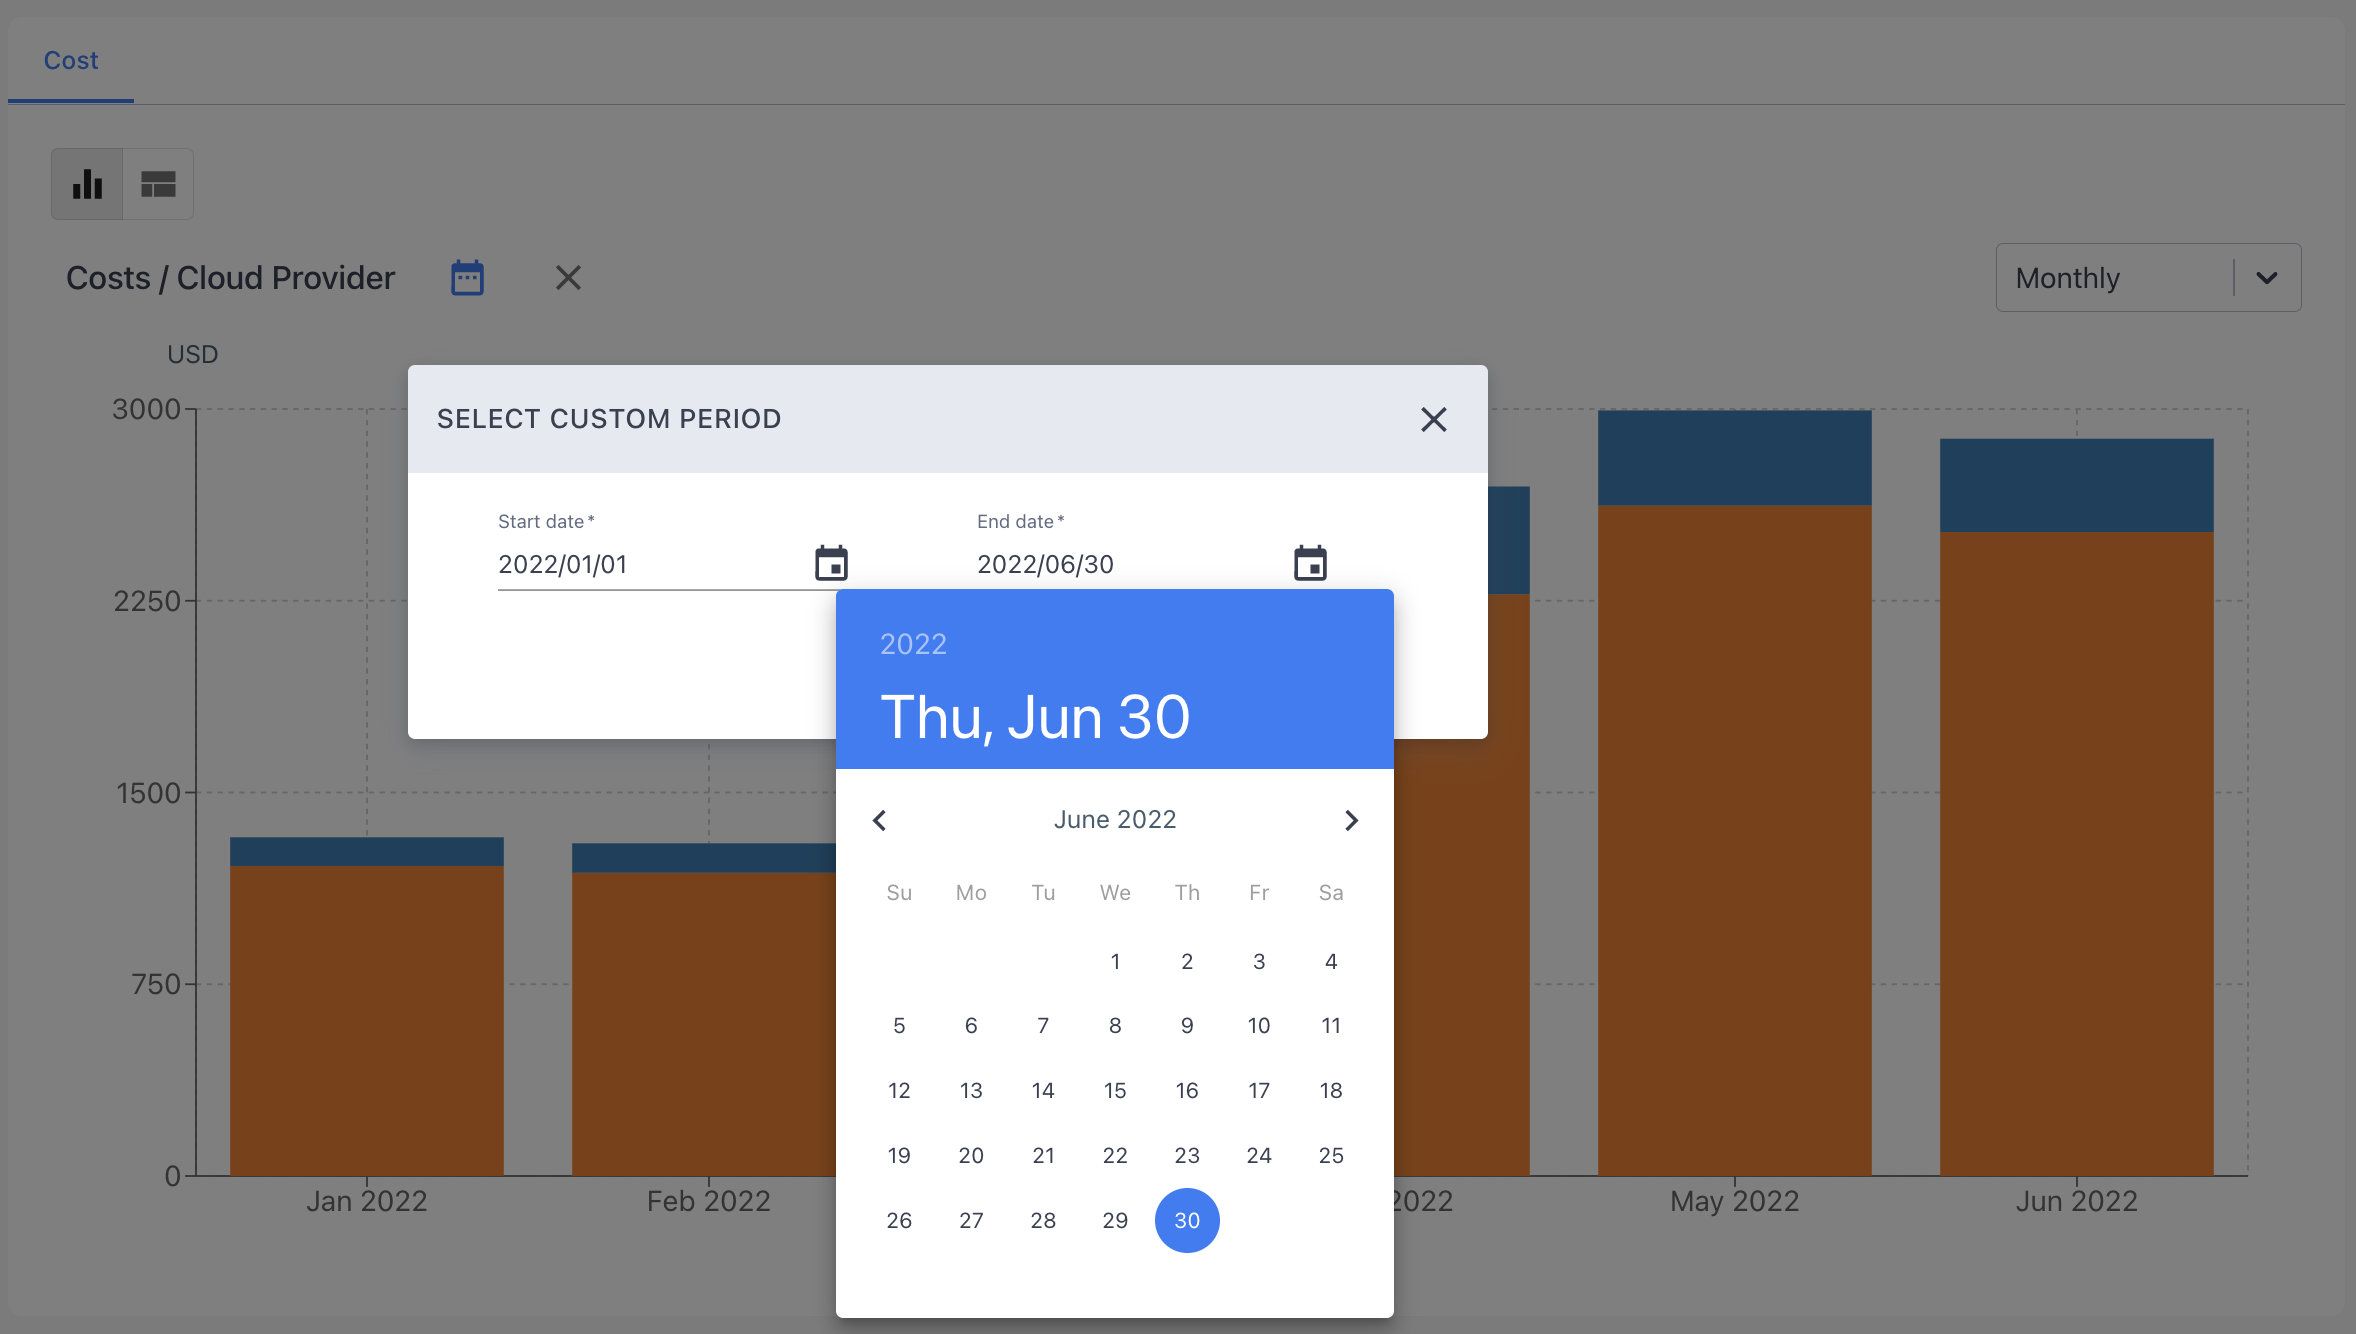 Cost
Costs / Cloud Provider
Monthly
USD
3000
2250
1500
750
0
SELECT CUSTOM PERIOD
Start date*
2022/01/01
End date*
2022/06/30
2022
Thu, Jun 30
June 2022
Su Mo Tu We Th Fr Sa
1 2 3 4
5 6 7 8 9 10 11
12 13 14 15 16 17 18
19 20 21 22 23 24 25
26 27 28 29 30
Jan 2022 Feb 2022 2022 May 2022 Jun 2022